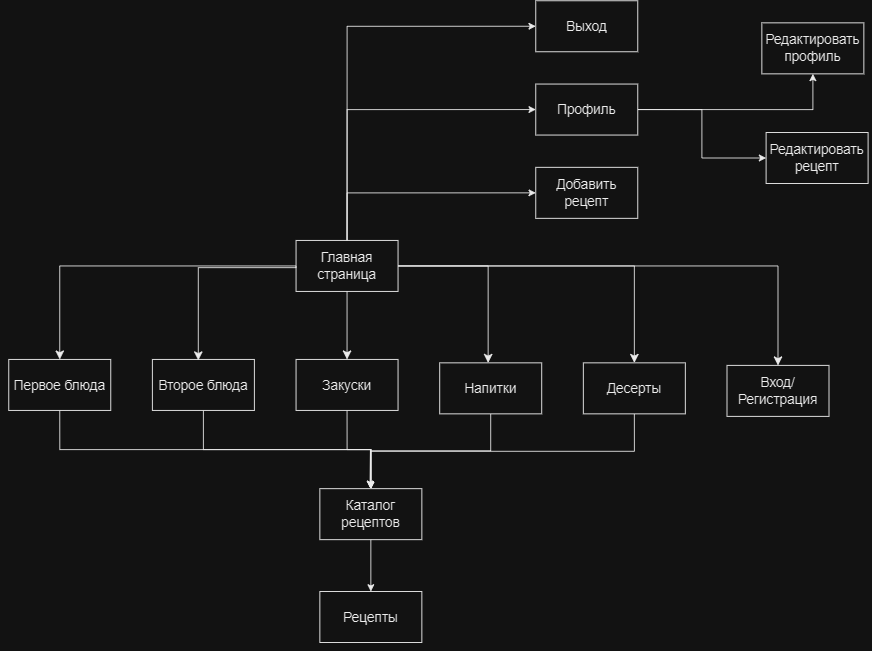 Выход
Редактировать
профиль
Профиль
Редактировать
рецепт
Добавить
рецепт
Главная
страница
Первое блюда
Второе блюда
Закуски
Напитки
Десерты
Вход/
Регистрация
Каталог
рецептов
Рецепты